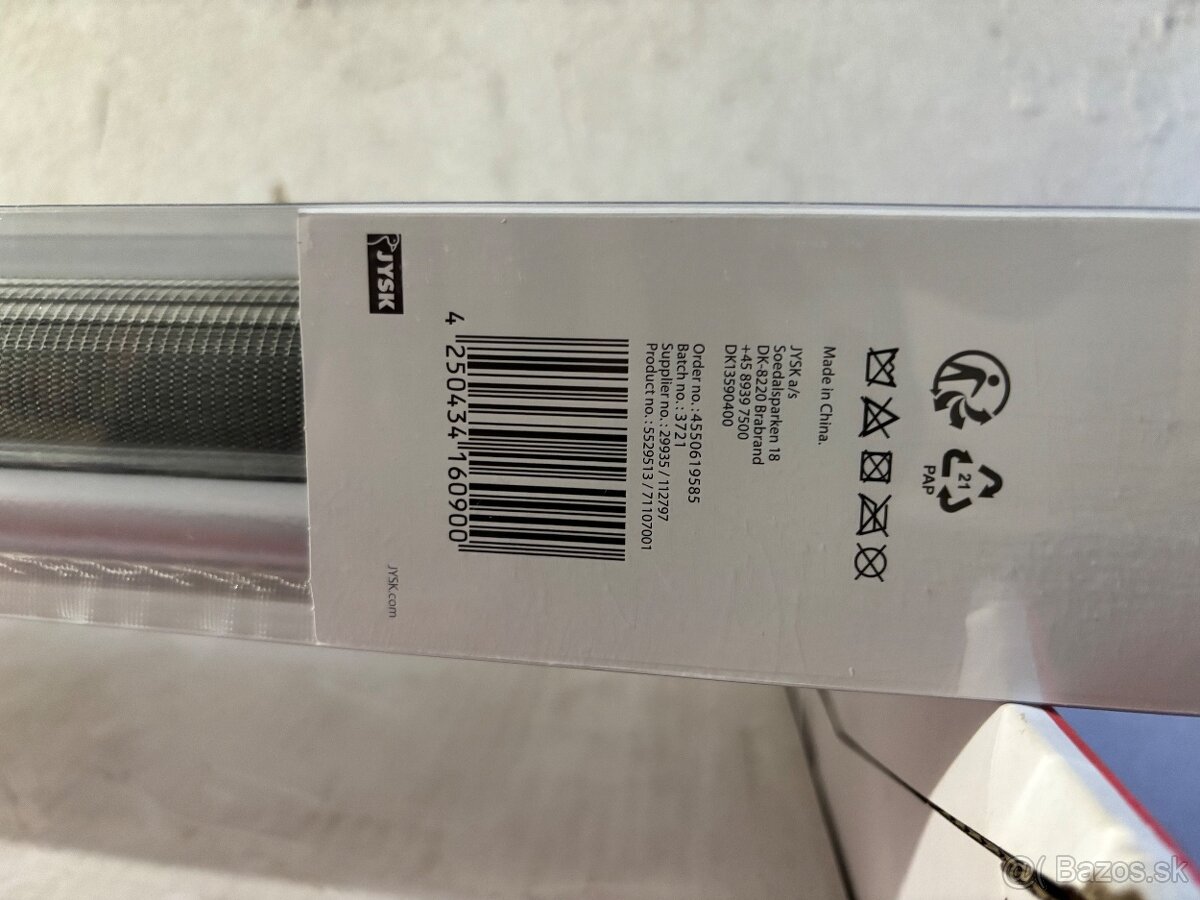 21
PAP
Made in China.
JYSK a/s
Soedalsparken 18
DK-8220 Brabrand
+45 8939 7500
DK13590400
Order no.: 4550619585
Batch no.: 3721
Supplier no.: 29935 / 112797
Product no.: 5529513 / 71107001
4 250434 160900
JYSK
JYSK.com
Bazos.sk